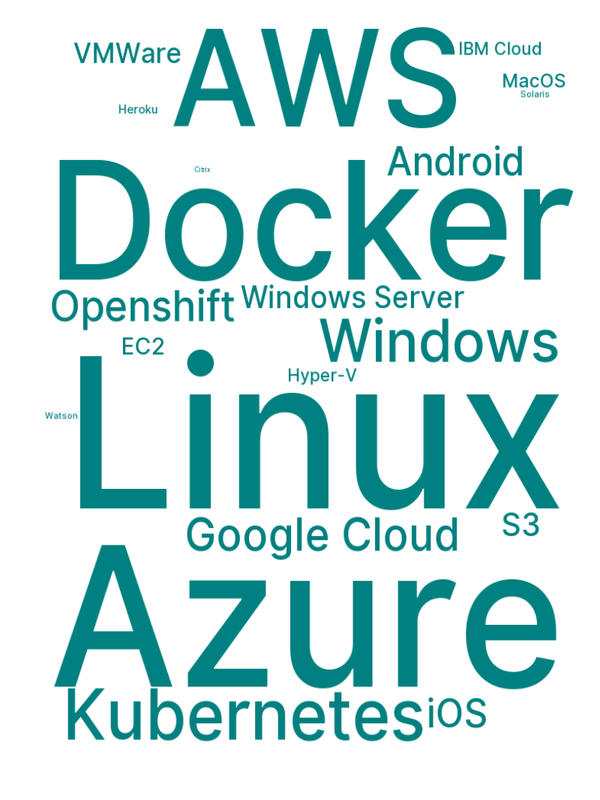 VMWare AWS IBM Cloud
MacOS
Solaris
Heroku
Android
Citrix
Docker
Openshift Windows Server
EC2 Windows
Hyper-V
Watson Linux
Google Cloud S3
Azure
Kubernetes iOS